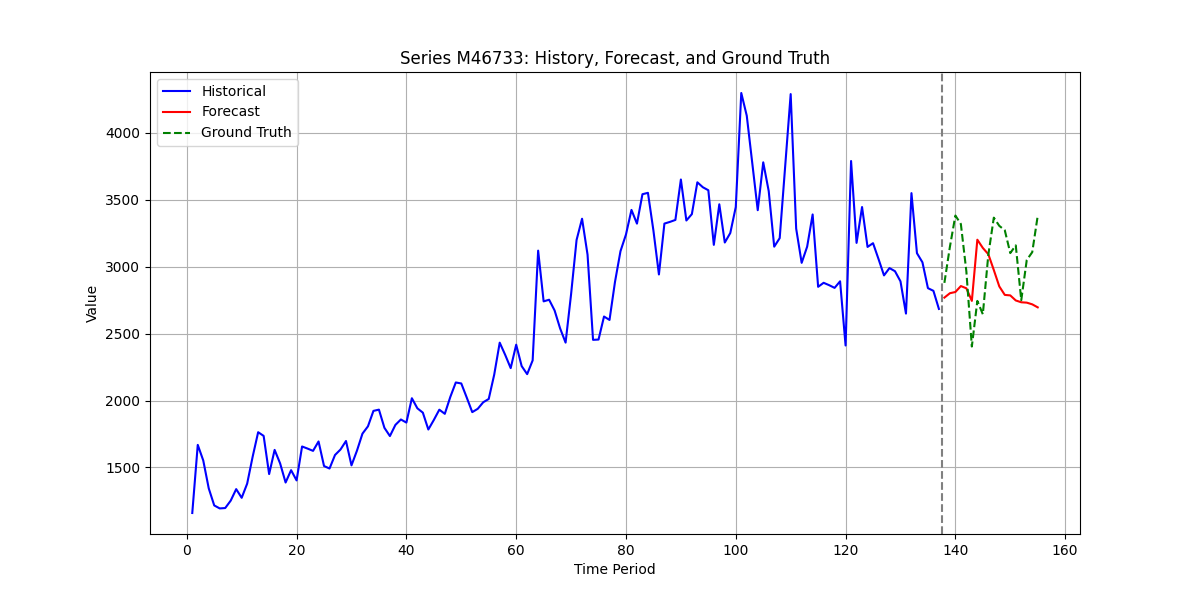 Series M46733: History, Forecast, and Ground Truth
Historical
Forecast
Ground Truth
4000
3500
3000
2500
2000
1500
Value
0 20 40 60 80 100 120 140 160
Time Period